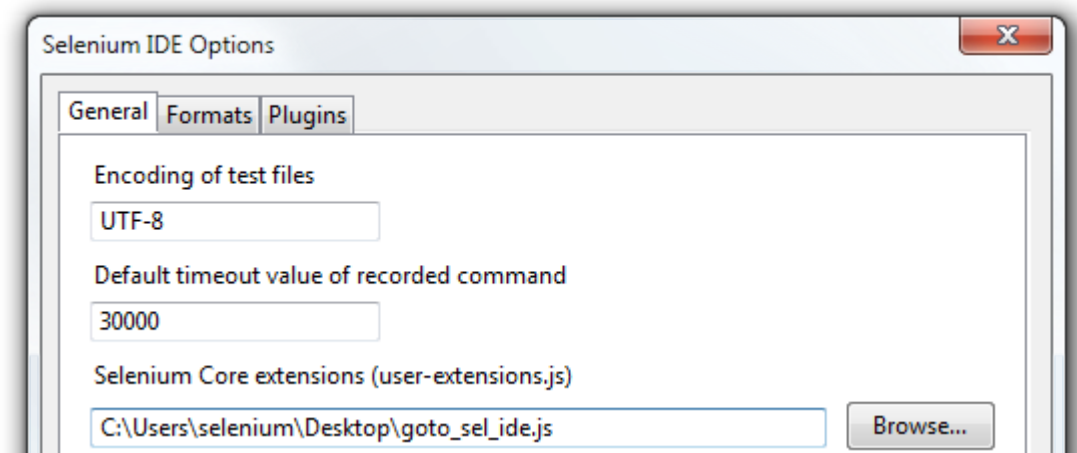 Selenium IDE Options
General Formats Plugins
Encoding of test files
UTF-8
Default timeout value of recorded command
30000
Selenium Core extensions (user-extensions.js)
C:\Users\selenium\Desktop\goto_sel_ide.js Browse...